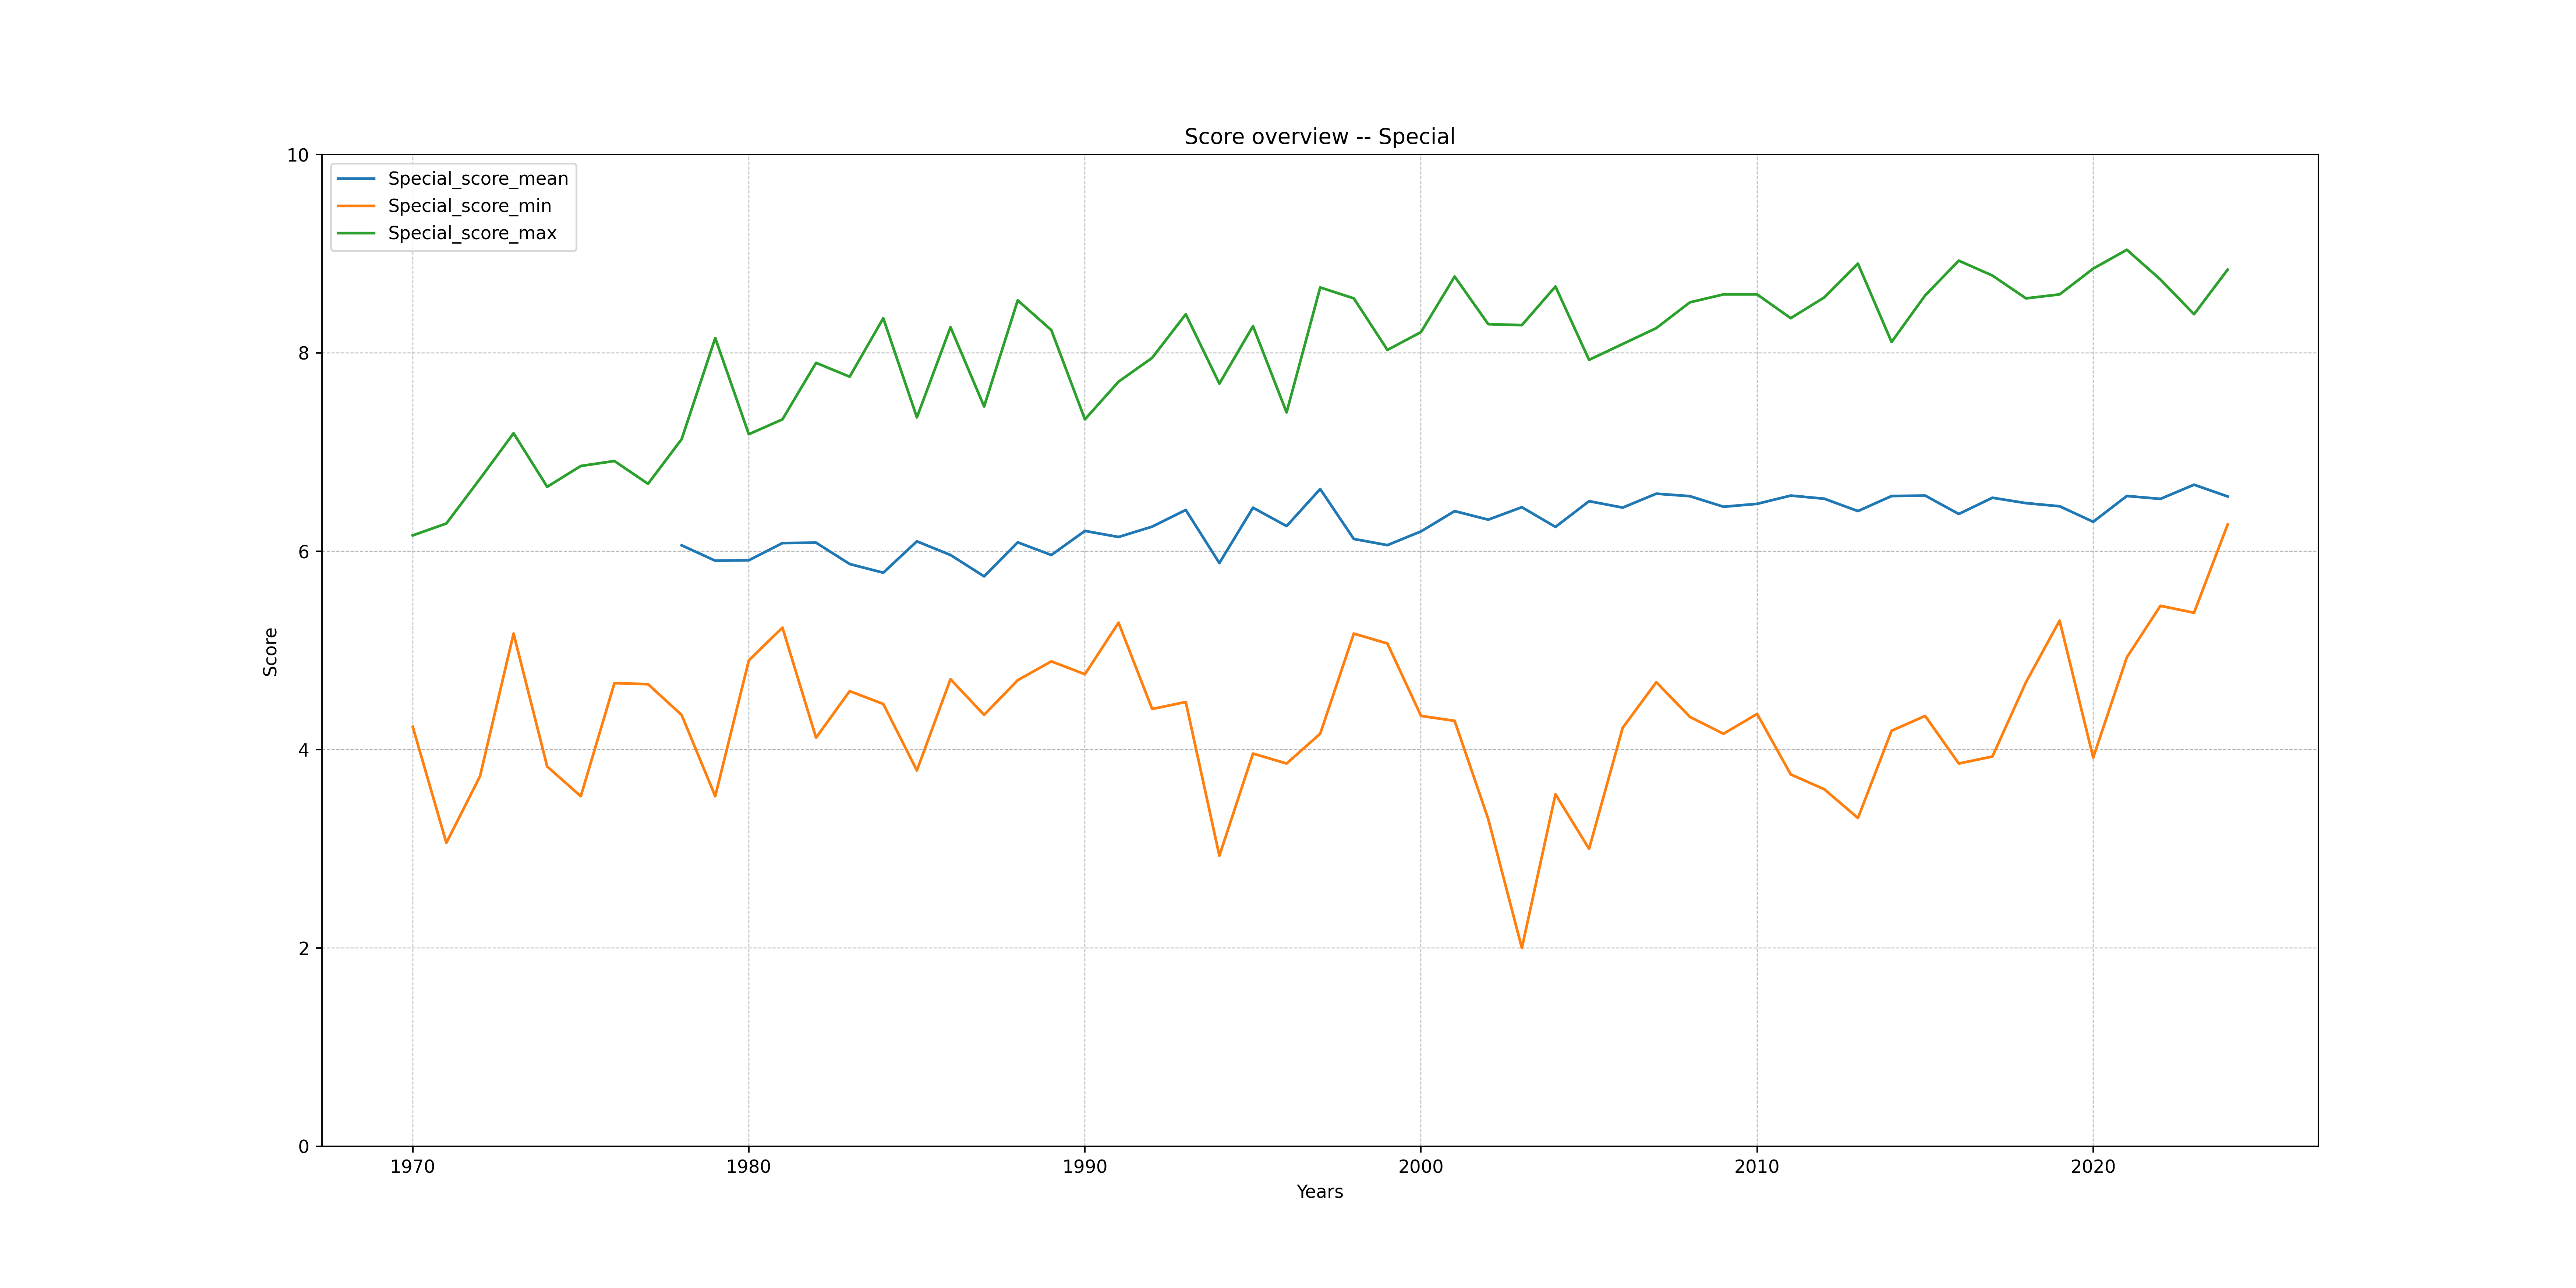 Score overview -- Special
10
8
6
4
2
0
Score
Special_score_mean
Special_score_min
Special_score_max
1970 1980 1990 2000 2010 2020
Years